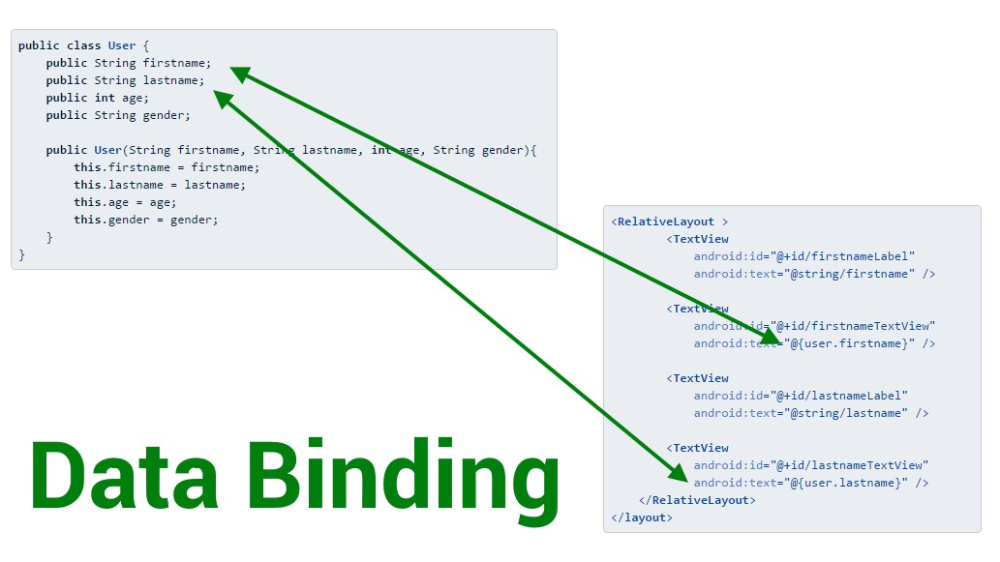 public class User {
    public String firstname;
    public String lastname;
    public int age;
    public String gender;

    public User(String firstname, String lastname, int age, String gender){
        this.firstname = firstname;
        this.lastname = lastname;
        this.age = age;
        this.gender = gender;
    }
}
<RelativeLayout >
        <TextView
            android:id="@+id/firstnameLabel"
            android:text="@string/firstname" />

        <TextView
            android:id="@+id/firstnameTextView"
            android:text="@{user.firstname}" />

        <TextView
            android:id="@+id/lastnameLabel"
            android:text="@string/lastname" />

        <TextView
            android:id="@+id/lastnameTextView"
            android:text="@{user.lastname}" />
    </RelativeLayout>
</layout>
Data Binding